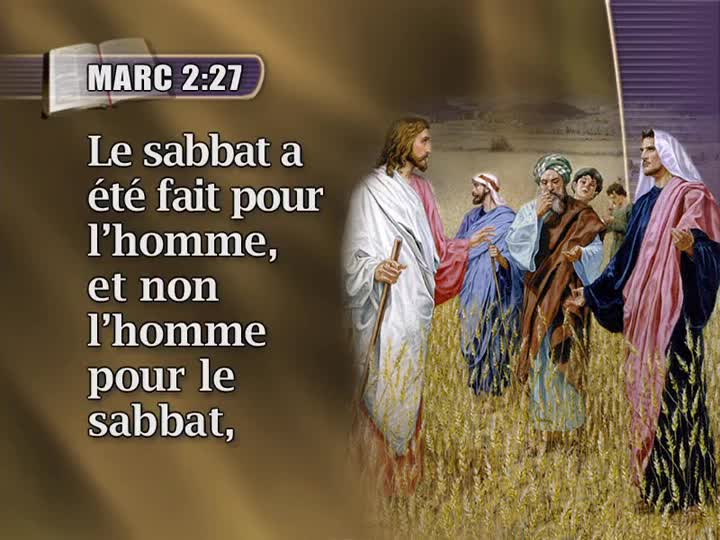 MARC 2:27
Le sabbat a
été fait pour
l’homme,
et non
l’homme
pour le
sabbat,